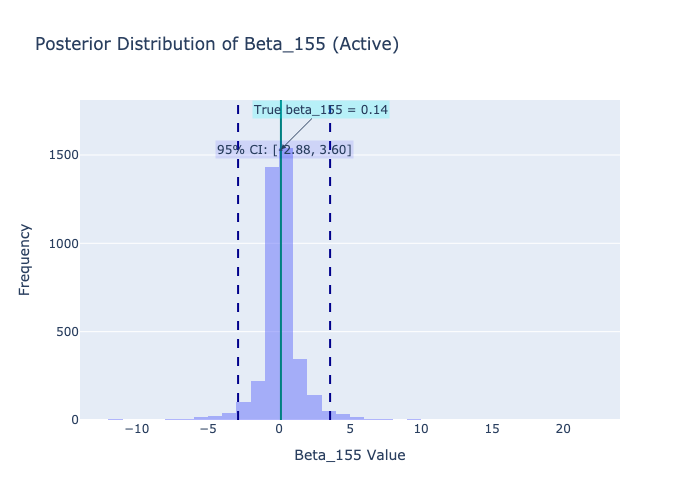 Posterior Distribution of Beta_155 (Active)
True beta_155 = 0.14
95% CI: [-2.88, 3.60]
1500
1000
500
0
Frequency
−10
−5
0
5
10
15
20
Beta_155 Value